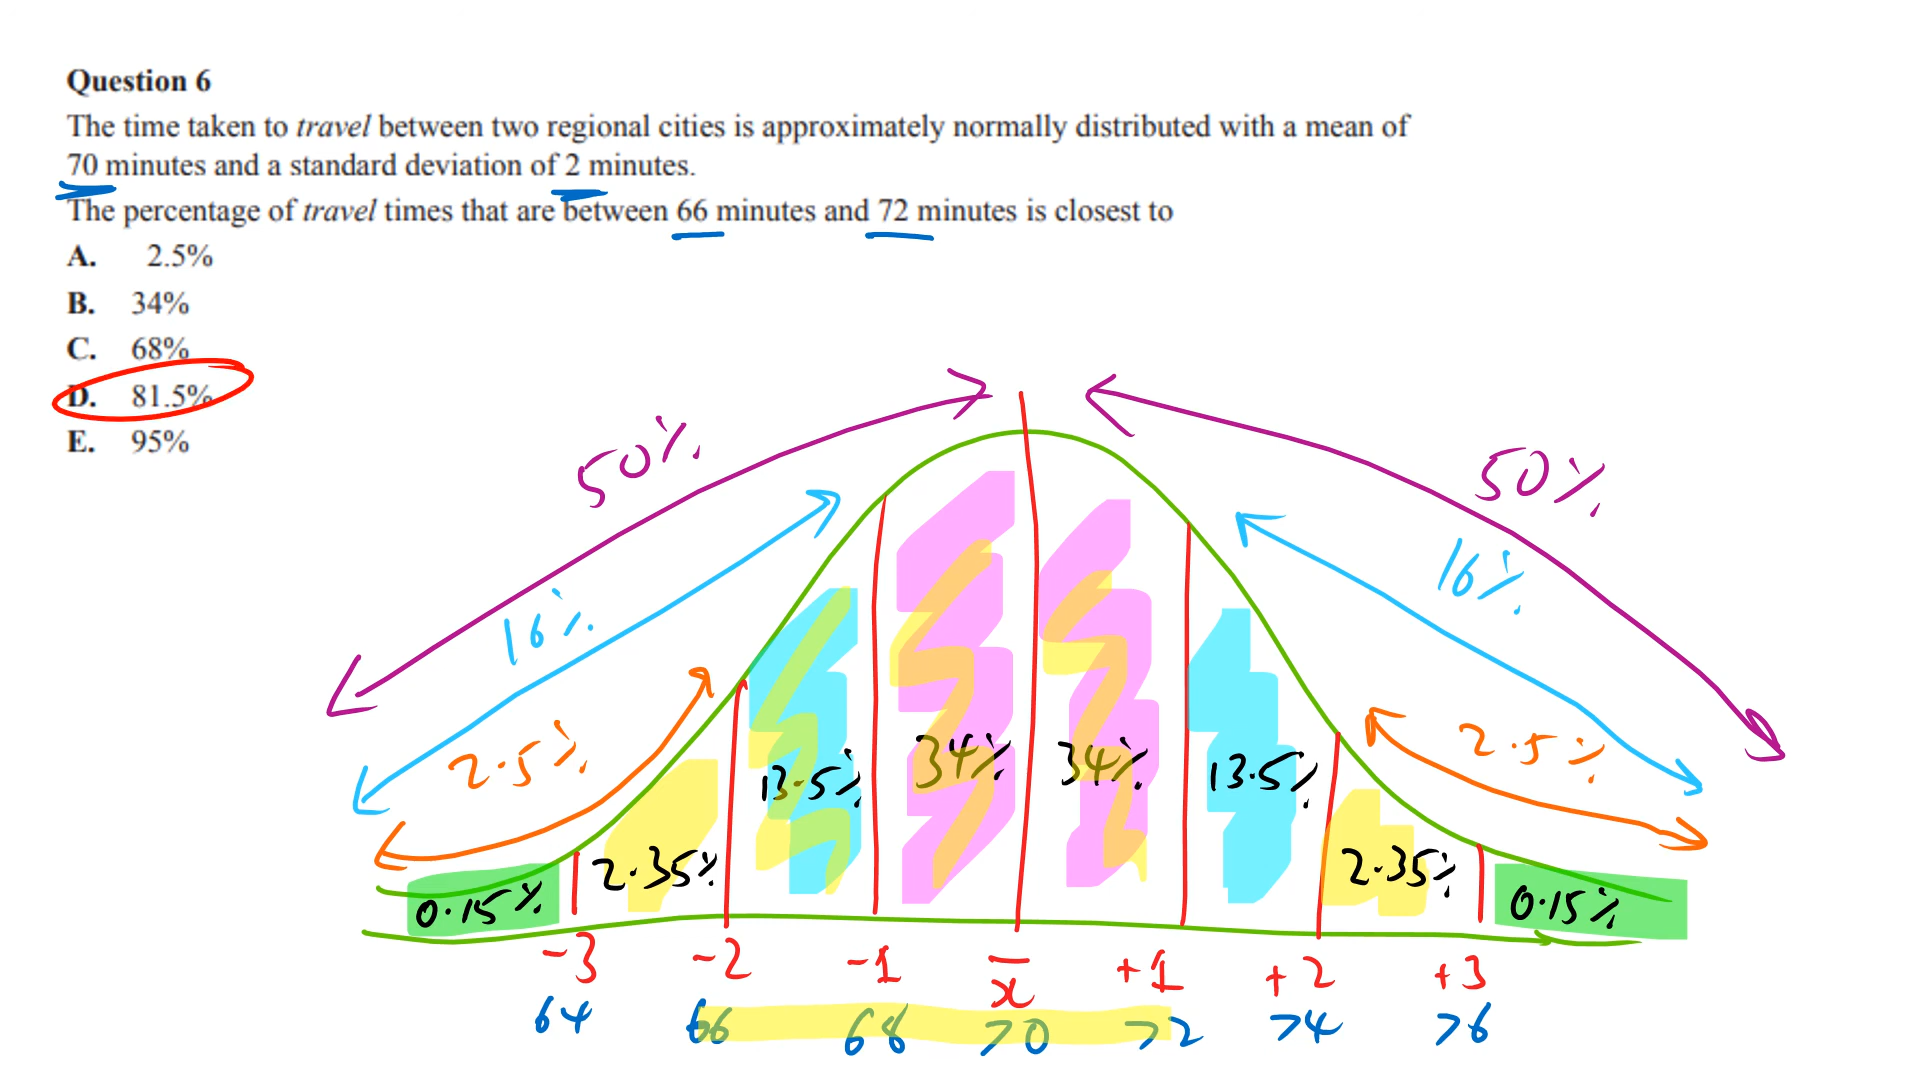 Question 6
The time taken to travel between two regional cities is approximately normally distributed with a mean of
70 minutes and a standard deviation of 2 minutes.
The percentage of travel times that are between 66 minutes and 72 minutes is closest to
A. 2.5%
B. 34%
C. 68%
D. 81.5%
E. 95%
50% 50%
16% 16%
2.5% 2.5%
13.5% 34% 34% 13.5%
0.15% 2.35% 2.35% 0.15%
-3 -2 -1 x̄ +1 +2 +3
64 66 68 70 72 74 76